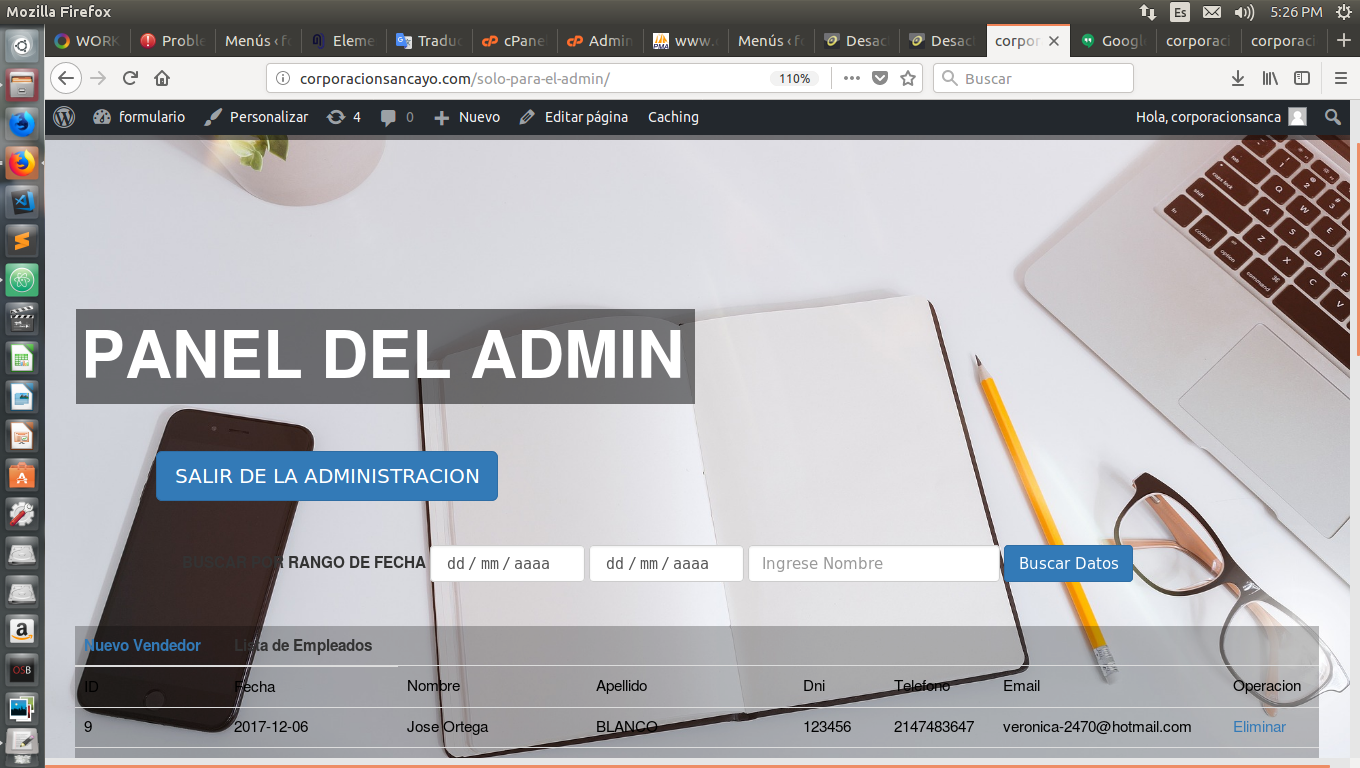 Mozilla Firefox
Es
5:26 PM
WORK
Proble
Menús ‹ fo
Eleme
Traduc
cPane
Admin
www.c
Menús ‹ fo
Desac
Desac
corpor
Googl
corporaci
corporaci
corporacionsancayo.com/solo-para-el-admin/
110%
Buscar
formulario
Personalizar
4
0
Nuevo
Editar página
Caching
Hola, corporacionsanca
PANEL DEL ADMIN
SALIR DE LA ADMINISTRACION
BUSCAR POR RANGO DE FECHA
dd / mm / aaaa
dd / mm / aaaa
Ingrese Nombre
Buscar Datos
Nuevo Vendedor
Lista de Empleados
ID Fecha Nombre Apellido Dni Telefono Email Operacion
9 2017-12-06 Jose Ortega BLANCO 123456 2147483647 veronica-2470@hotmail.com Eliminar